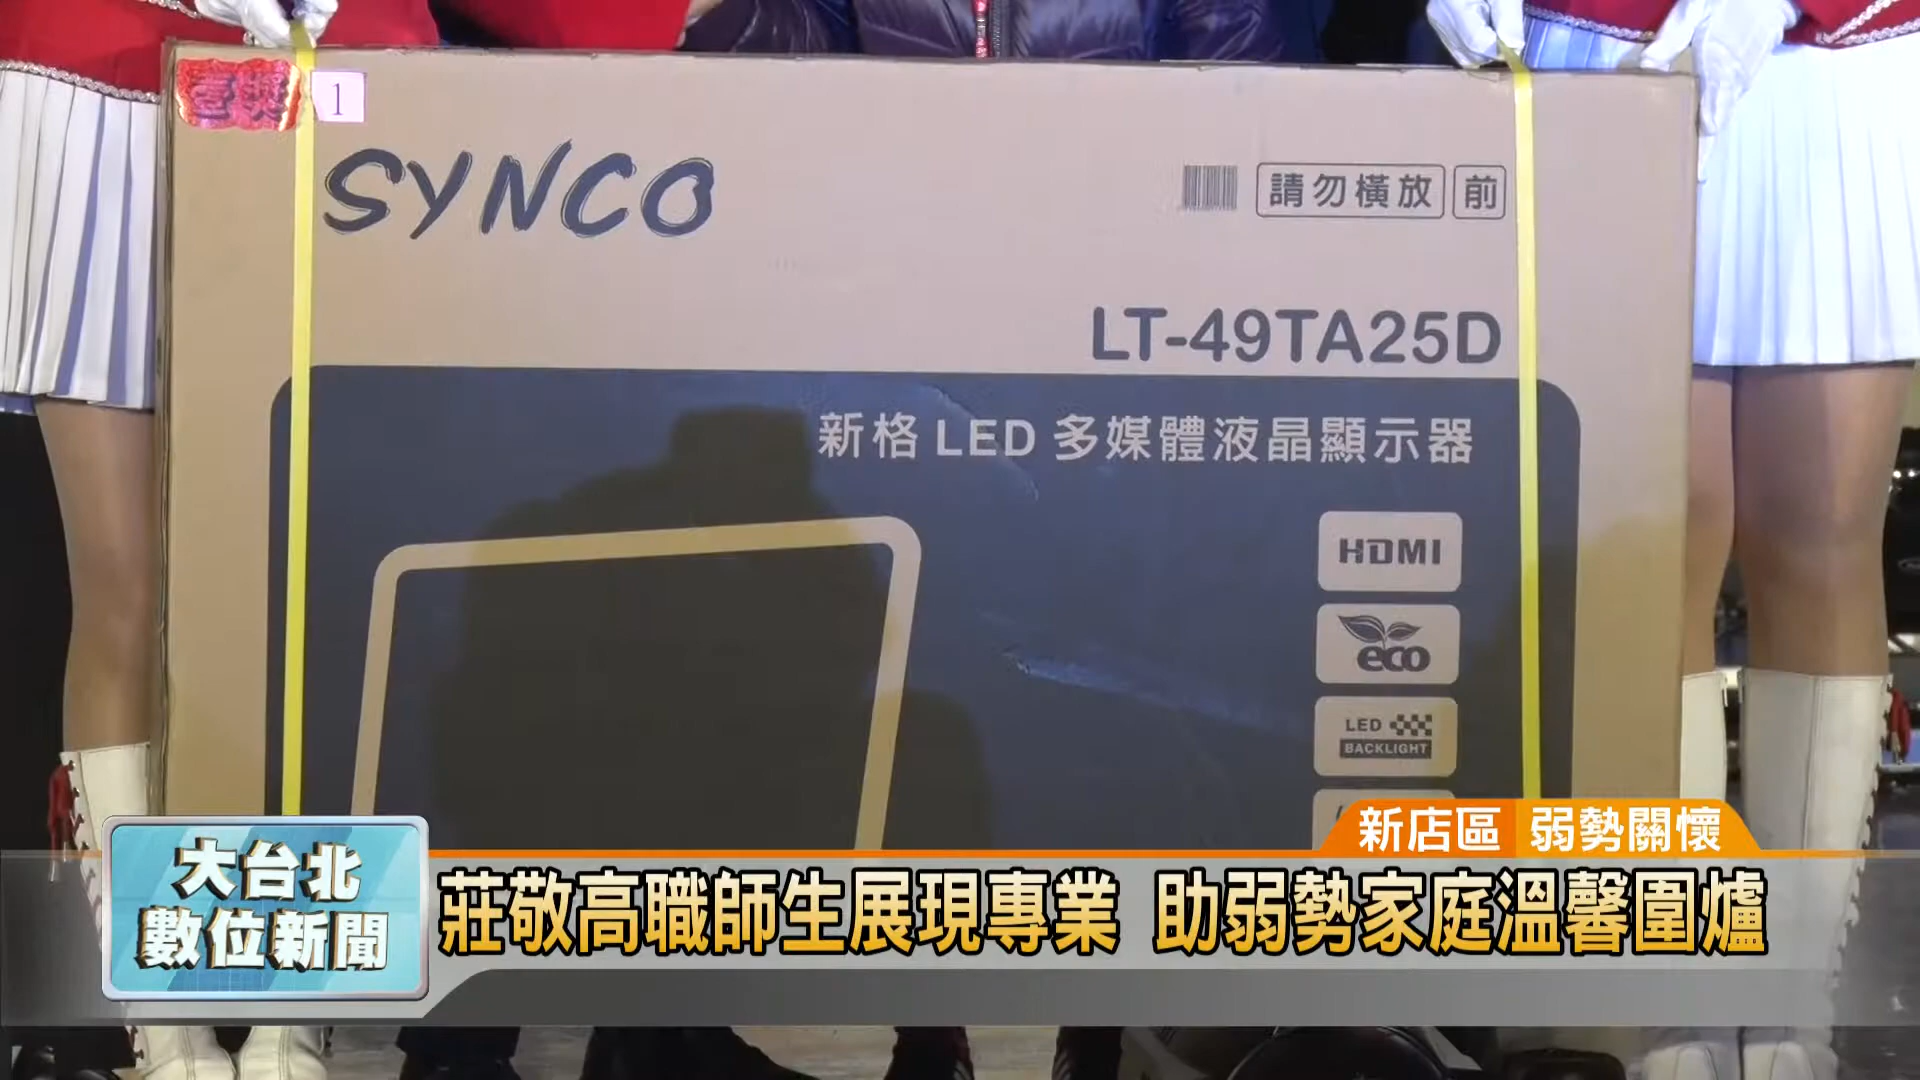 喜獎
1
SYNCO
請勿橫放 前
LT-49TA25D
新格 LED 多媒體液晶顯示器
HDMI
eco
LED
BACKLIGHT
新店區 弱勢關懷
大台北
數位新聞
莊敬高職師生展現專業 助弱勢家庭溫馨圍爐